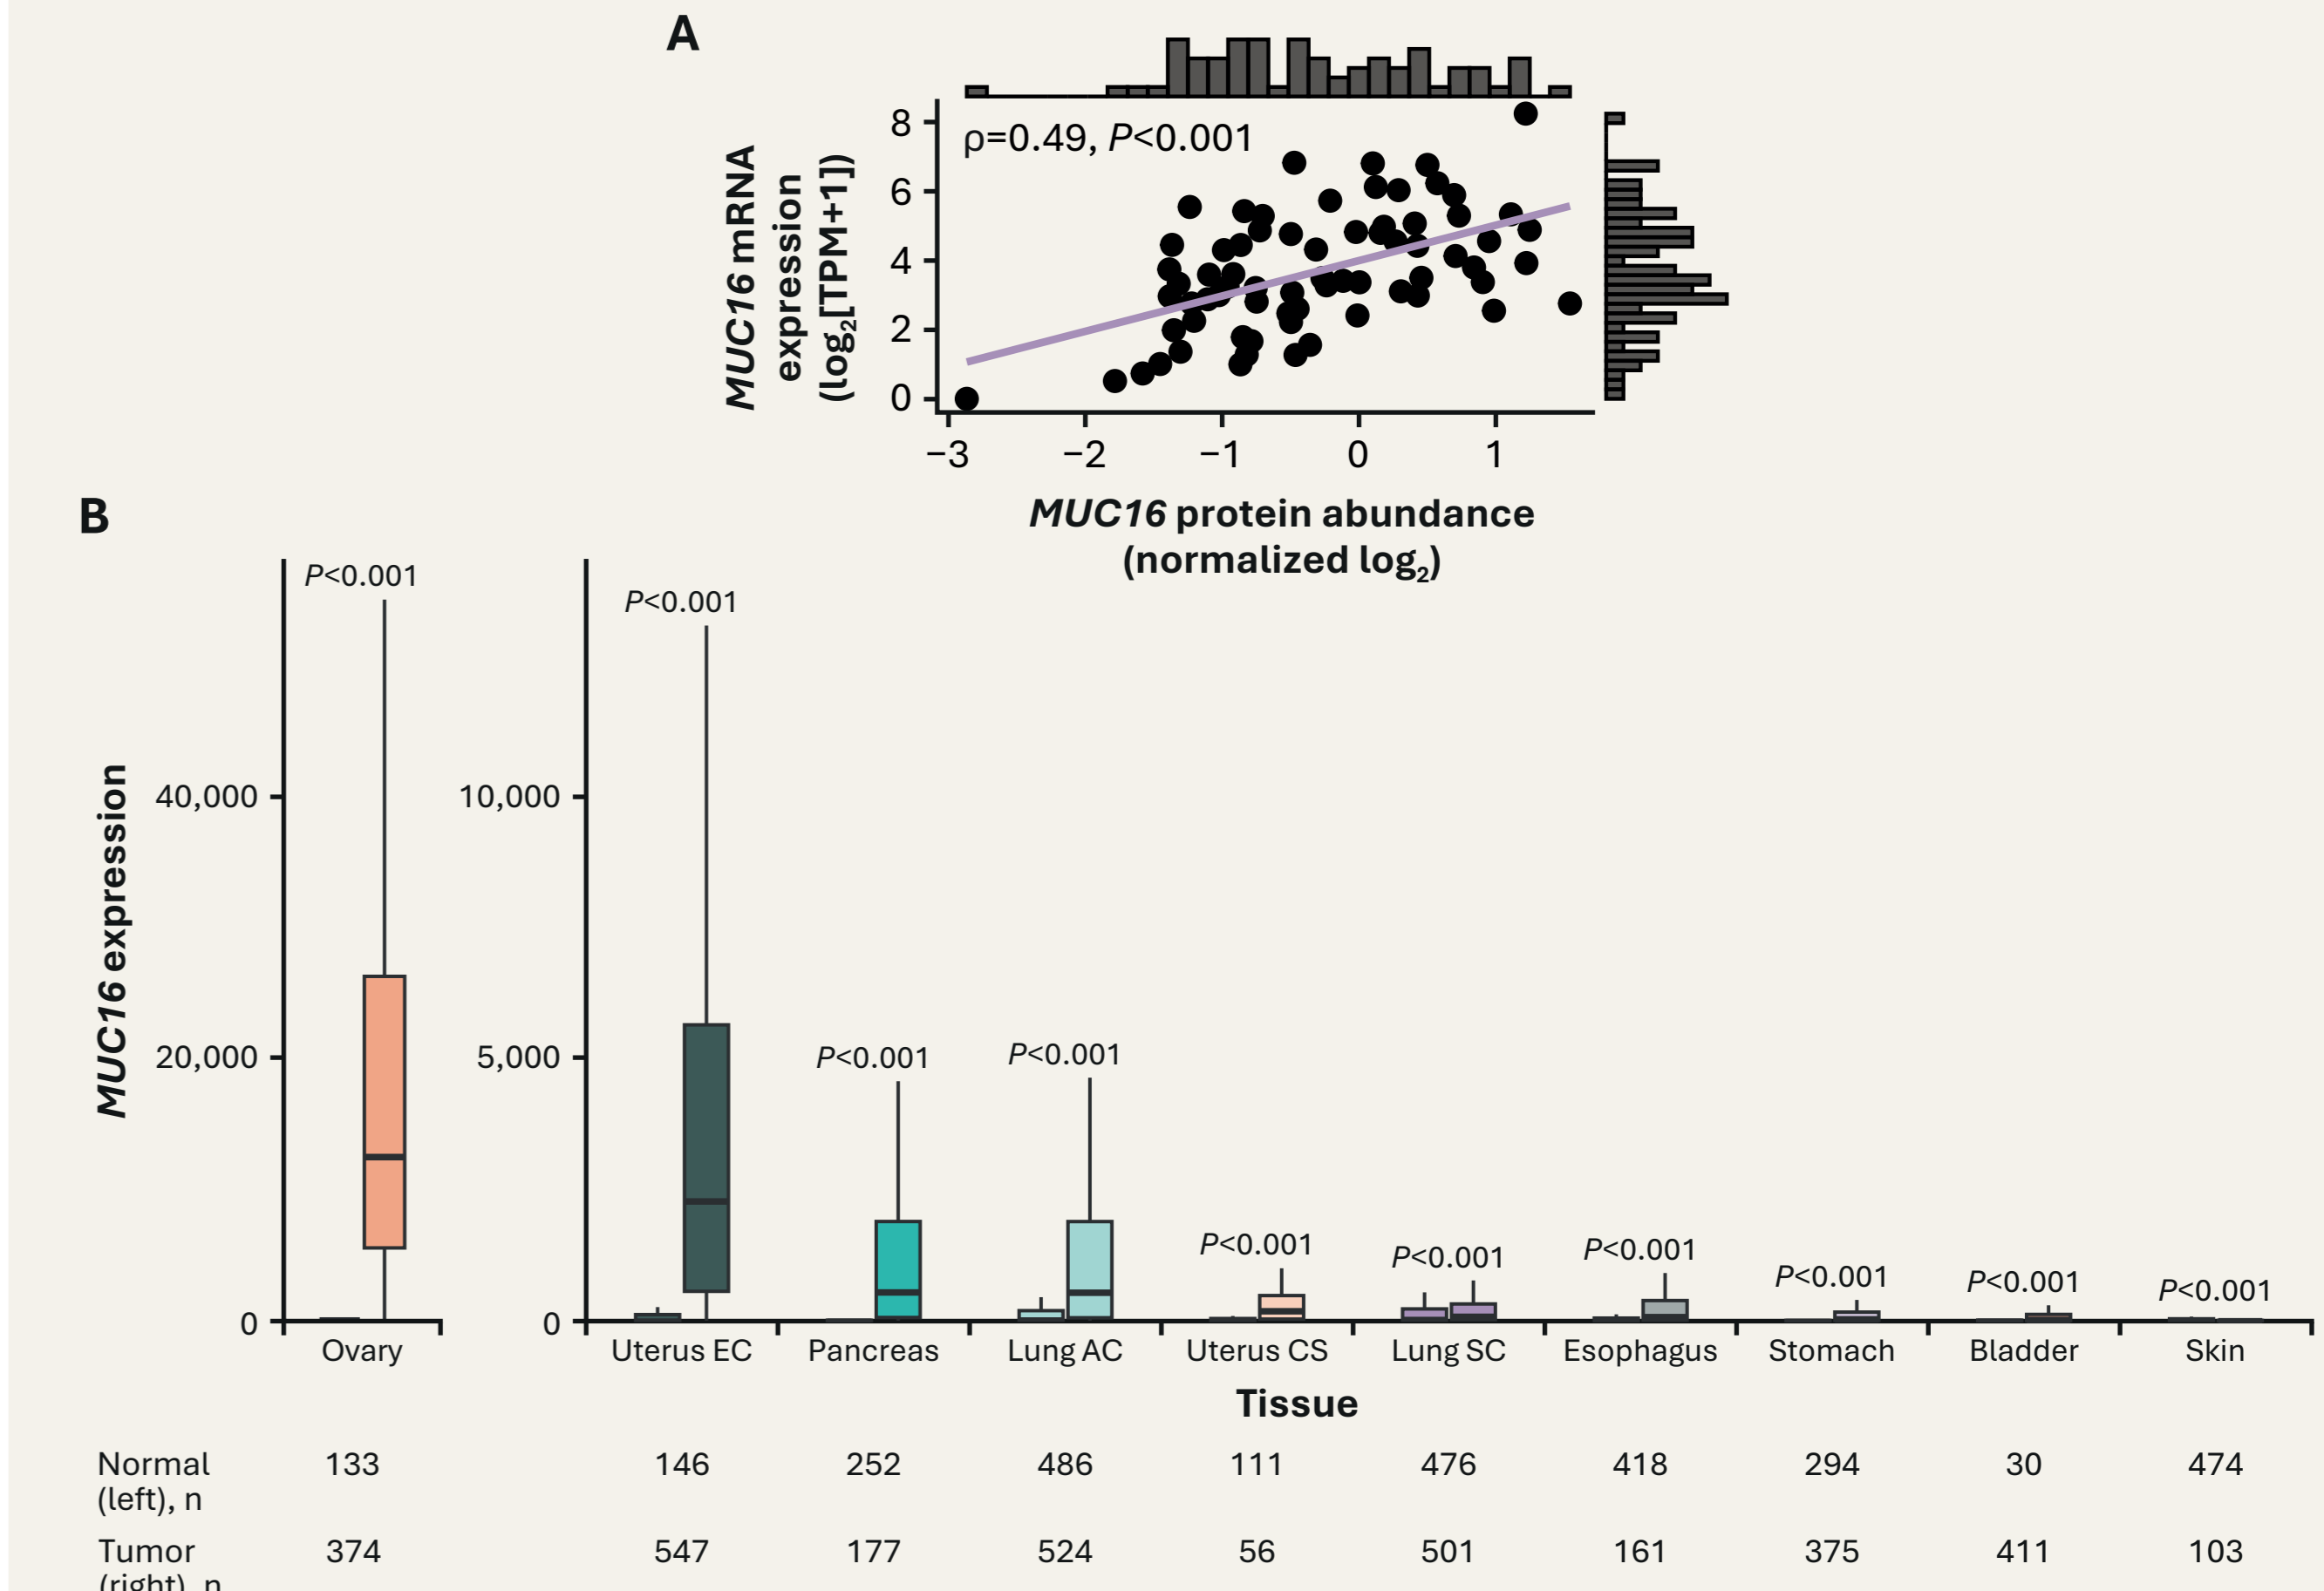 A
ρ=0.49, P<0.001
MUC16 mRNA
expression
(log₂[TPM+1])
8
6
4
2
0
−3 −2 −1 0 1
MUC16 protein abundance
(normalized log₂)
B
MUC16 expression
40,000
20,000
0
10,000
5,000
0
P<0.001 P<0.001 P<0.001 P<0.001 P<0.001 P<0.001 P<0.001 P<0.001 P<0.001 P<0.001
Ovary Uterus EC Pancreas Lung AC Uterus CS Lung SC Esophagus Stomach Bladder Skin
Tissue
Normal 133 146 252 486 111 476 418 294 30 474
(left), n
Tumor 374 547 177 524 56 501 161 375 411 103
(right), n